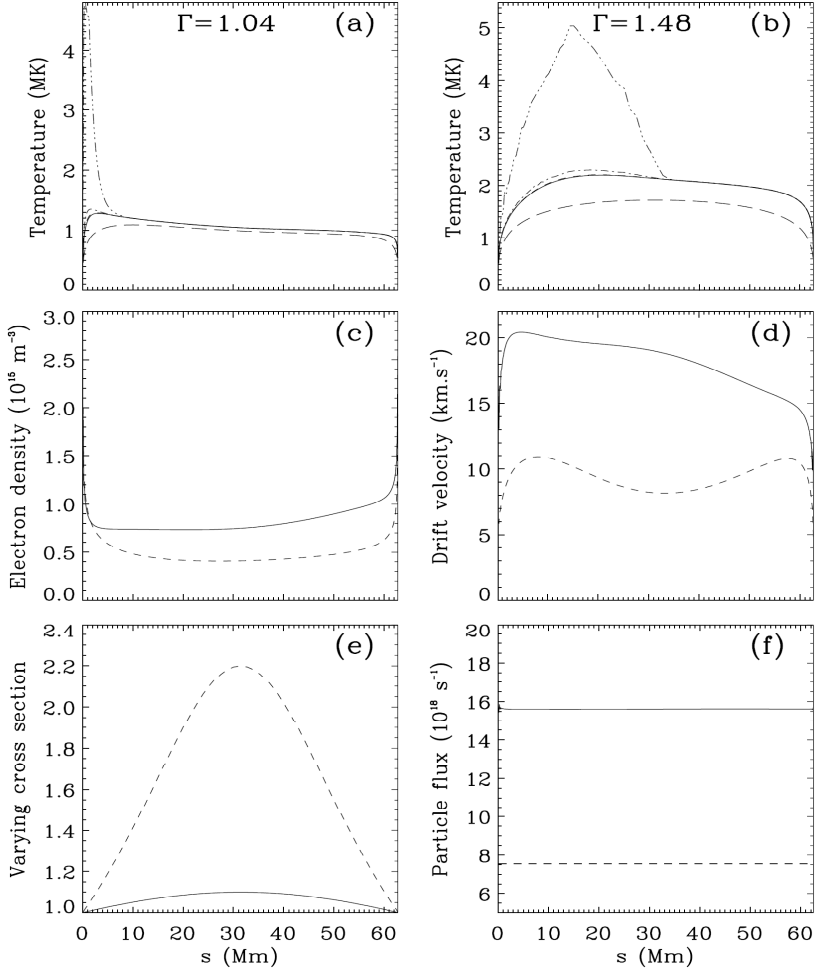 Γ=1.04 (a)
Temperature (MK)
4
3
2
1
0
Γ=1.48 (b)
Temperature (MK)
5
4
3
2
1
0
(c)
Electron density (10¹⁵ m⁻³)
3.0
2.5
2.0
1.5
1.0
0.5
0.0
(d)
Drift velocity (km.s⁻¹)
20
15
10
5
0
(e)
Varying cross section
2.4
2.2
2.0
1.8
1.6
1.4
1.2
1.0
0 10 20 30 40 50 60
s (Mm)
(f)
Particle flux (10¹⁸ s⁻¹)
20
18
16
14
12
10
8
6
0 10 20 30 40 50 60
s (Mm)